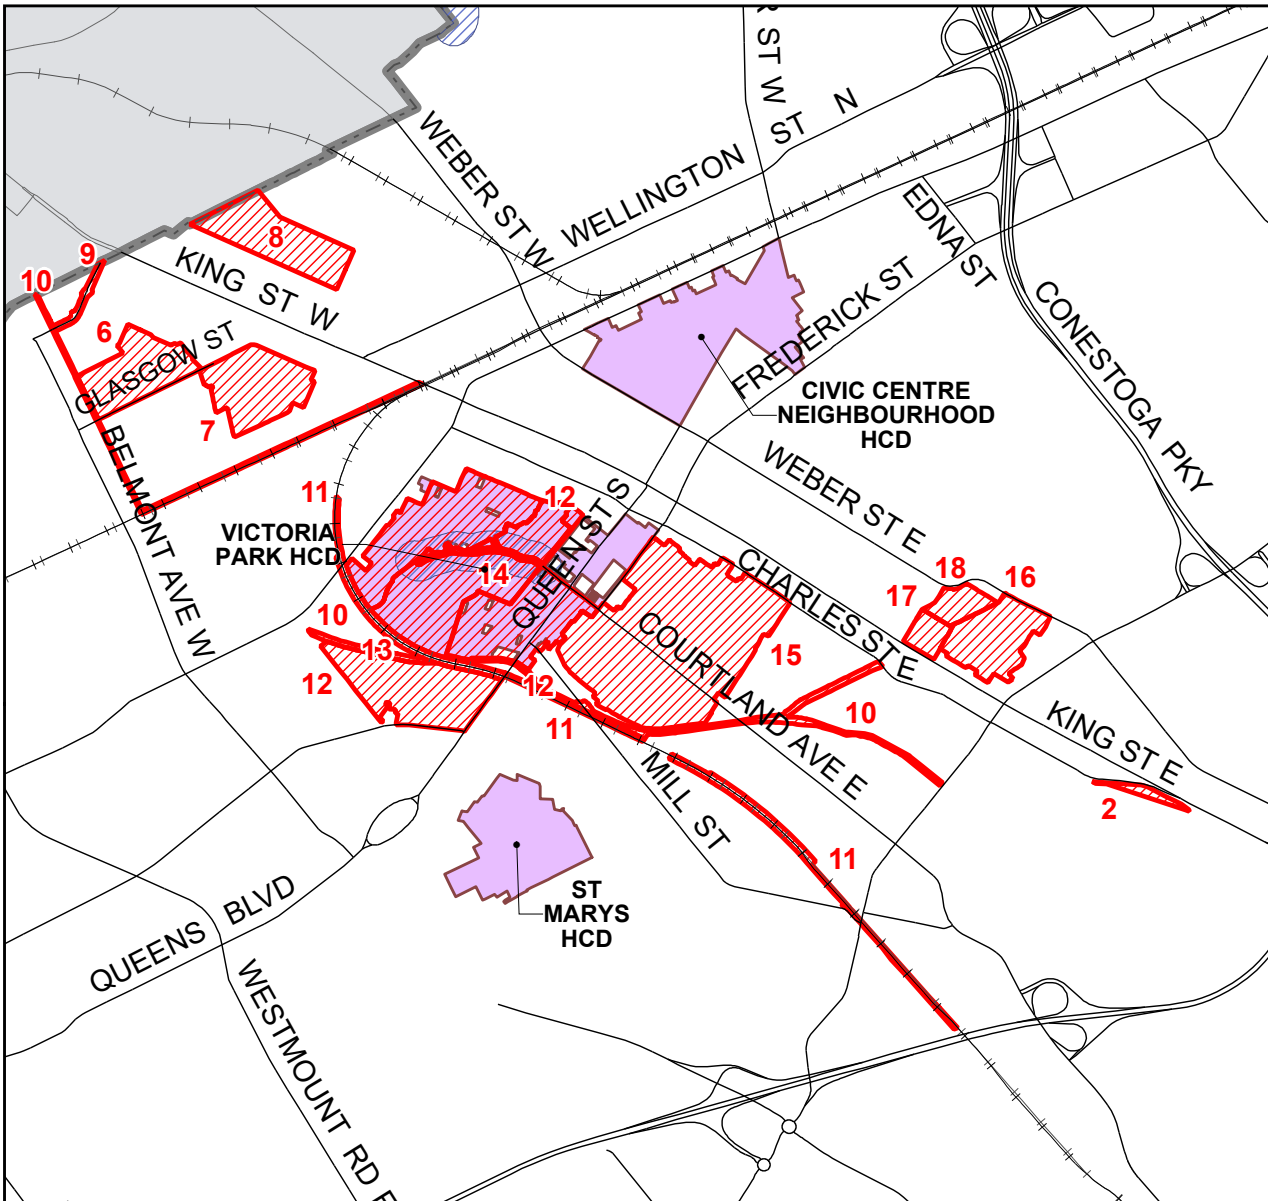 ST W
WEBER ST W
WELLINGTON ST N
EDNA ST
8
9
KING ST W
10
FREDERICK ST
CONESTOGA PKY
6
GLASGOW ST
7
CIVIC CENTRE
NEIGHBOURHOOD
HCD
BELMONT AVE W
WEBER ST E
11
12
QUEEN ST S
VICTORIA
PARK HCD
14
CHARLES ST E
18
16
17
10
13
12
COURTLAND AVE E
15
12
11
10
KING ST E
MILL ST
2
11
ST
MARYS
HCD
QUEENS BLVD
WESTMOUNT RD